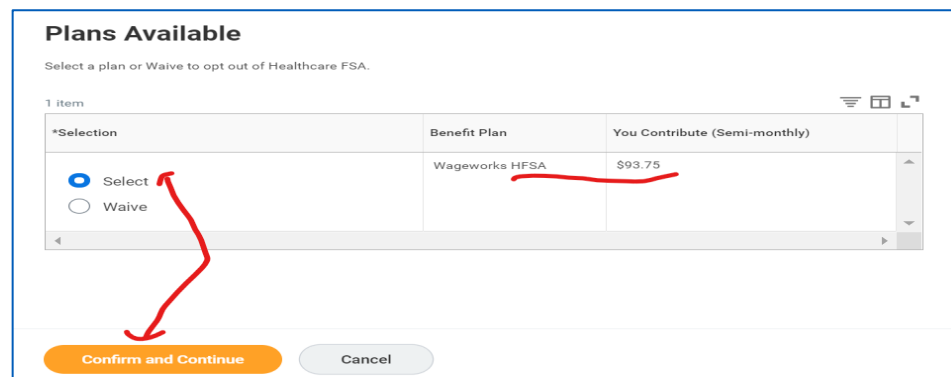 Plans Available
Select a plan or Waive to opt out of Healthcare FSA.
1 item
*Selection Benefit Plan You Contribute (Semi-monthly)
Select Wageworks HFSA $93.75
Waive
Confirm and Continue Cancel